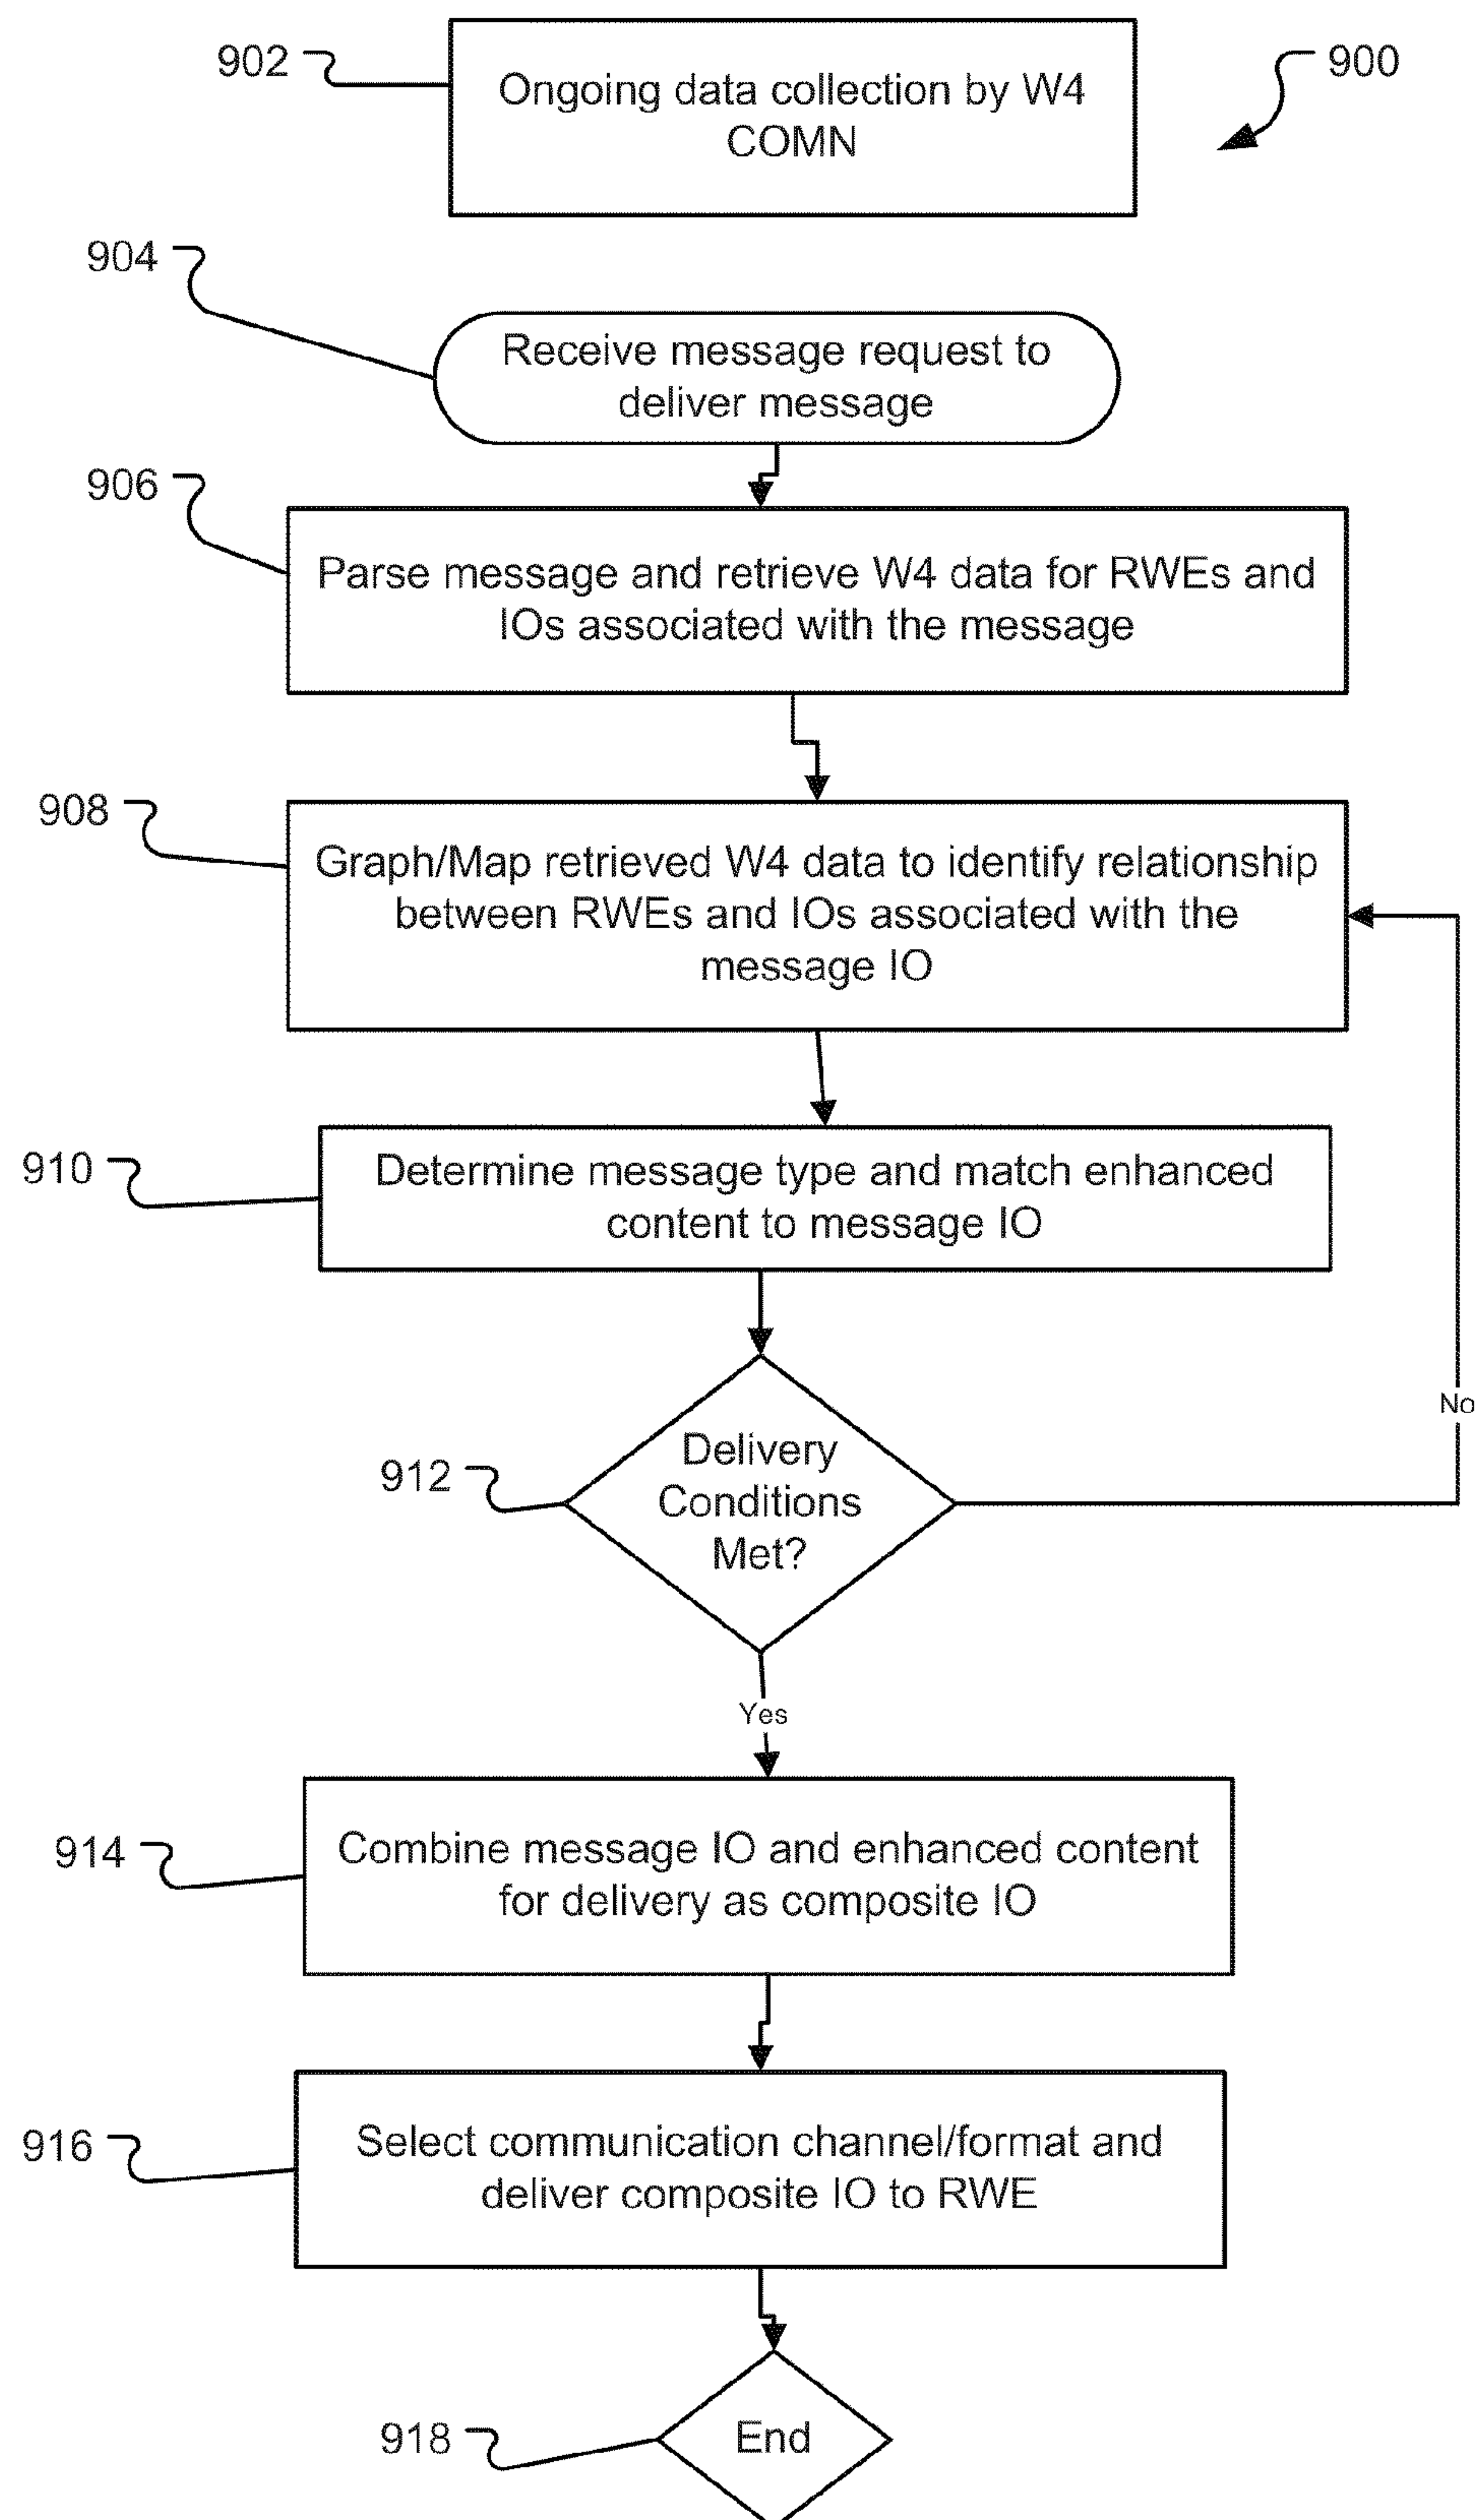 902
900
Ongoing data collection by W4
COMN
904
Receive message request to
deliver message
906
Parse message and retrieve W4 data for RWEs and
IOs associated with the message
908
Graph/Map retrieved W4 data to identify relationship
between RWEs and IOs associated with the
message IO
910
Determine message type and match enhanced
content to message IO
912
Delivery
Conditions
Met?
No
Yes
914
Combine message IO and enhanced content
for delivery as composite IO
916
Select communication channel/format and
deliver composite IO to RWE
918
End